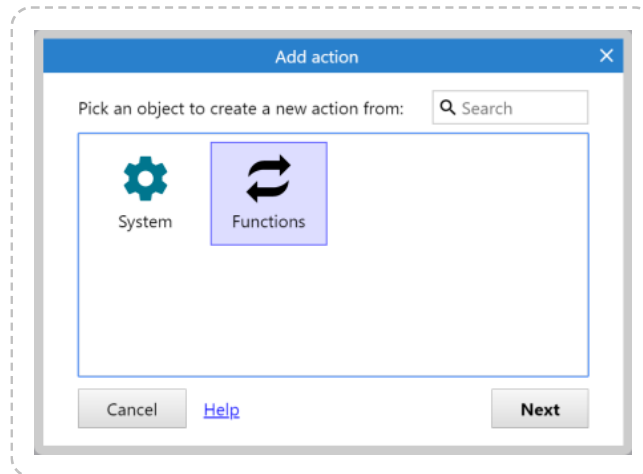 Add action
Pick an object to create a new action from: Search
System Functions
Cancel Help Next